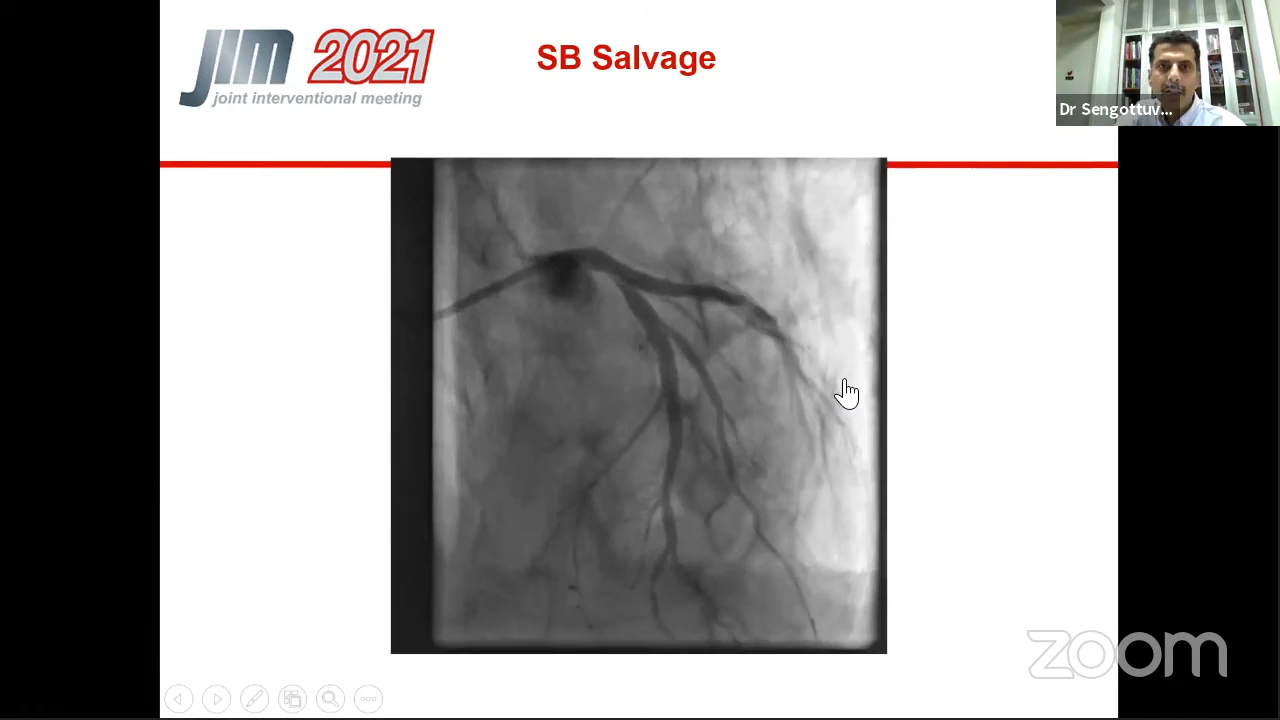 JIM 2021
joint interventional meeting
SB Salvage
Dr Sengottuv...
zoom